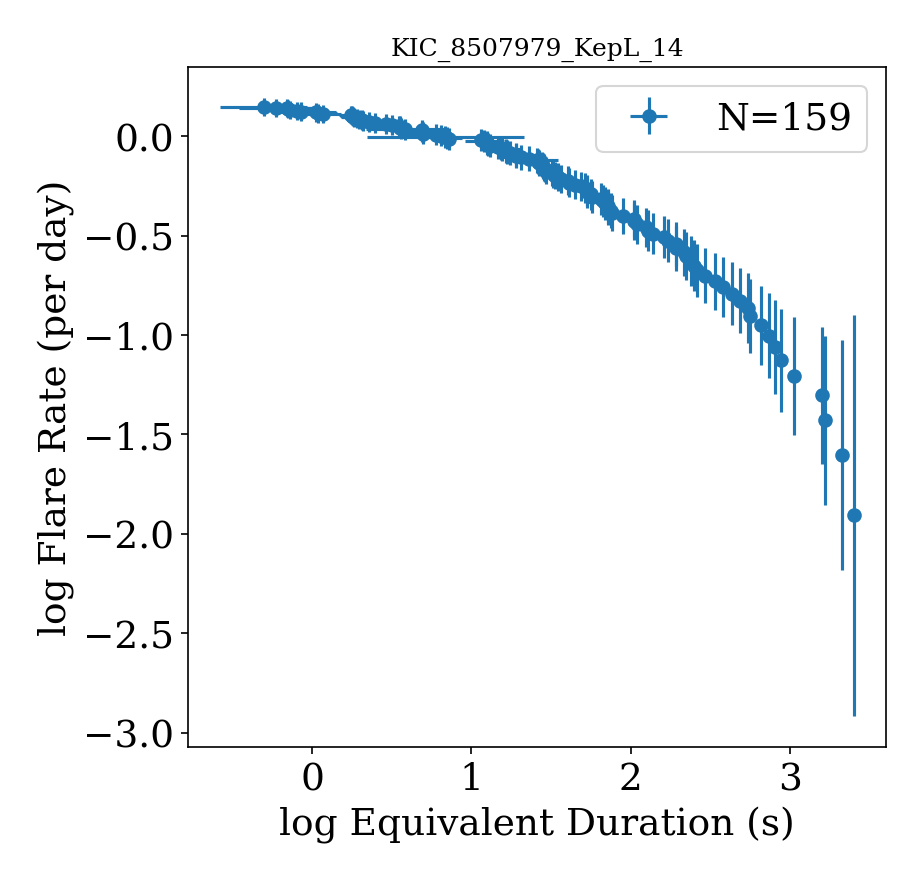 KIC_8507979_KepL_14
N=159
log Flare Rate (per day)
0.0
−0.5
−1.0
−1.5
−2.0
−2.5
−3.0
0 1 2 3
log Equivalent Duration (s)